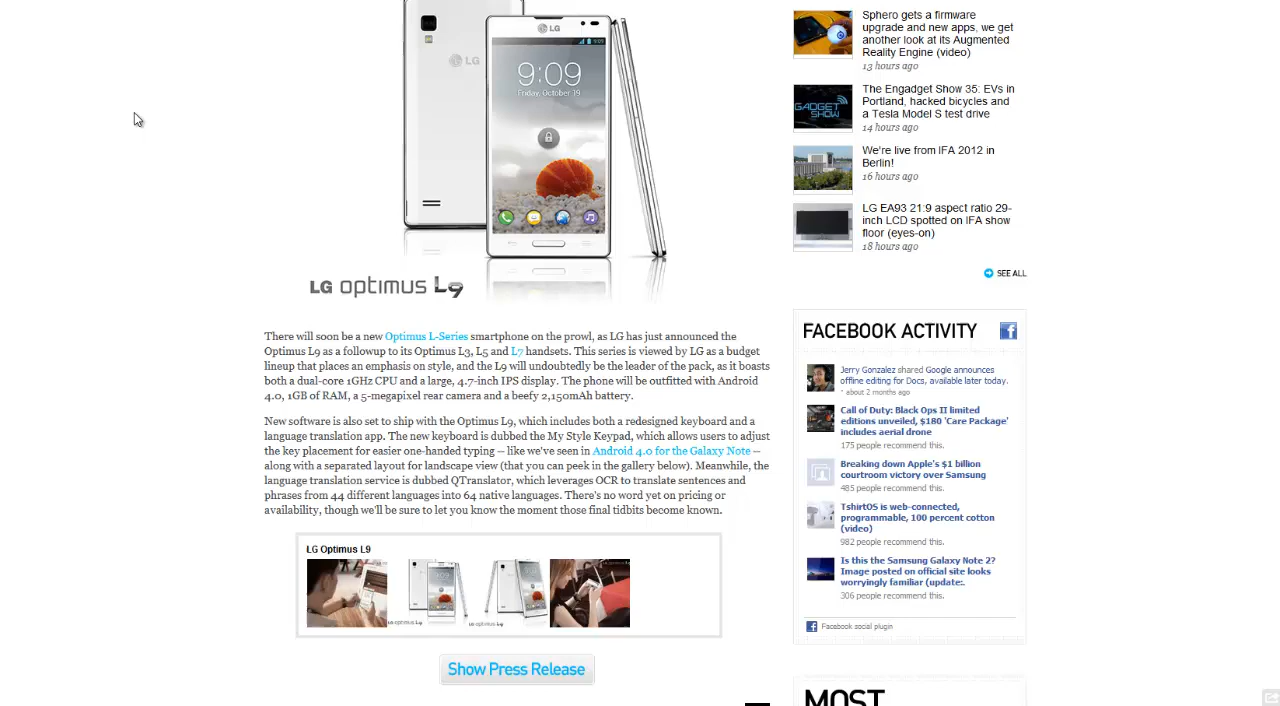 LG
LG
9:09
9:09
Friday, October 19
LG optimus L9
There will soon be a new Optimus L-Series smartphone on the prowl, as LG has just announced the
Optimus L9 as a followup to its Optimus L3, L5 and L7 handsets. This series is viewed by LG as a budget
lineup that places an emphasis on style, and the L9 will undoubtedly be the leader of the pack, as it boasts
both a dual-core 1GHz CPU and a large, 4.7-inch IPS display. The phone will be outfitted with Android
4.0, 1GB of RAM, a 5-megapixel rear camera and a beefy 2,150mAh battery.
New software is also set to ship with the Optimus L9, which includes both a redesigned keyboard and a
language translation app. The new keyboard is dubbed the My Style Keypad, which allows users to adjust
the key placement for easier one-handed typing -- like we've seen in Android 4.0 for the Galaxy Note --
along with a separated layout for landscape view (that you can peek in the gallery below). Meanwhile, the
language translation service is dubbed QTranslator, which leverages OCR to translate sentences and
phrases from 44 different languages into 64 native languages. There's no word yet on pricing or
availability, though we'll be sure to let you know the moment those final tidbits become known.
LG Optimus L9
LG optimus L9
LG optimus L9
Show Press Release
Sphero gets a firmware
upgrade and new apps, we get
another look at its Augmented
Reality Engine (video)
13 hours ago
GADGET
SHOW
The Engadget Show 35: EVs in
Portland, hacked bicycles and
a Tesla Model S test drive
14 hours ago
We're live from IFA 2012 in
Berlin!
16 hours ago
LG EA93 21:9 aspect ratio 29-
inch LCD spotted on IFA show
floor (eyes-on)
18 hours ago
SEE ALL
FACEBOOK ACTIVITY
Jerry Gonzalez shared Google announces
offline editing for Docs, available later today.
· about 2 months ago
Call of Duty: Black Ops II limited
editions unveiled, $180 'Care Package'
includes aerial drone
175 people recommend this.
Breaking down Apple's $1 billion
courtroom victory over Samsung
485 people recommend this.
TshirtOS is web-connected,
programmable, 100 percent cotton
(video)
982 people recommend this.
Is this the Samsung Galaxy Note 2?
Image posted on official site looks
worryingly familiar (update:.
306 people recommend this.
Facebook social plugin
MOST